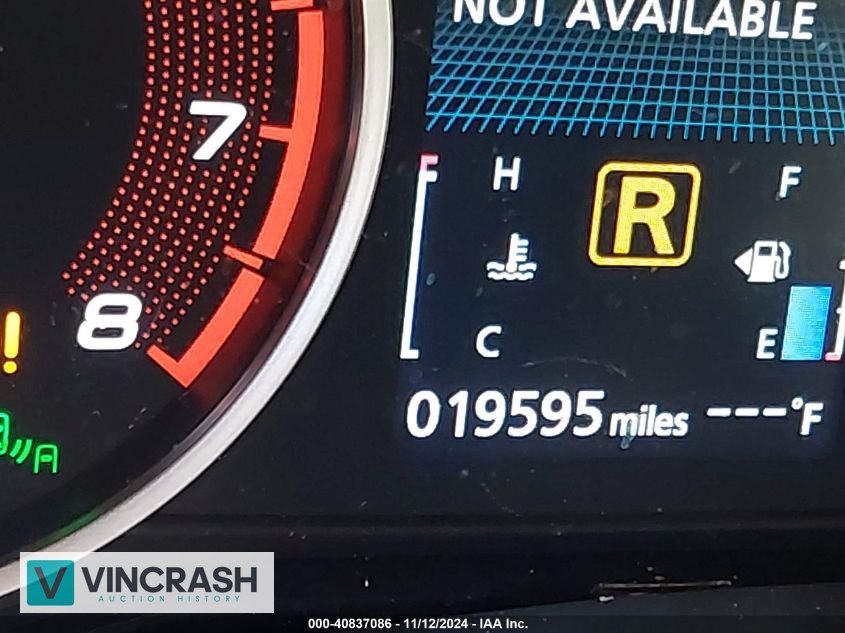 NOT AVAILABLE
7
H
R
F
8
C
E
019595 miles ---°F
A
VINCRASH
AUCTION HISTORY
000-40837086 - 11/12/2024 - IAA Inc.